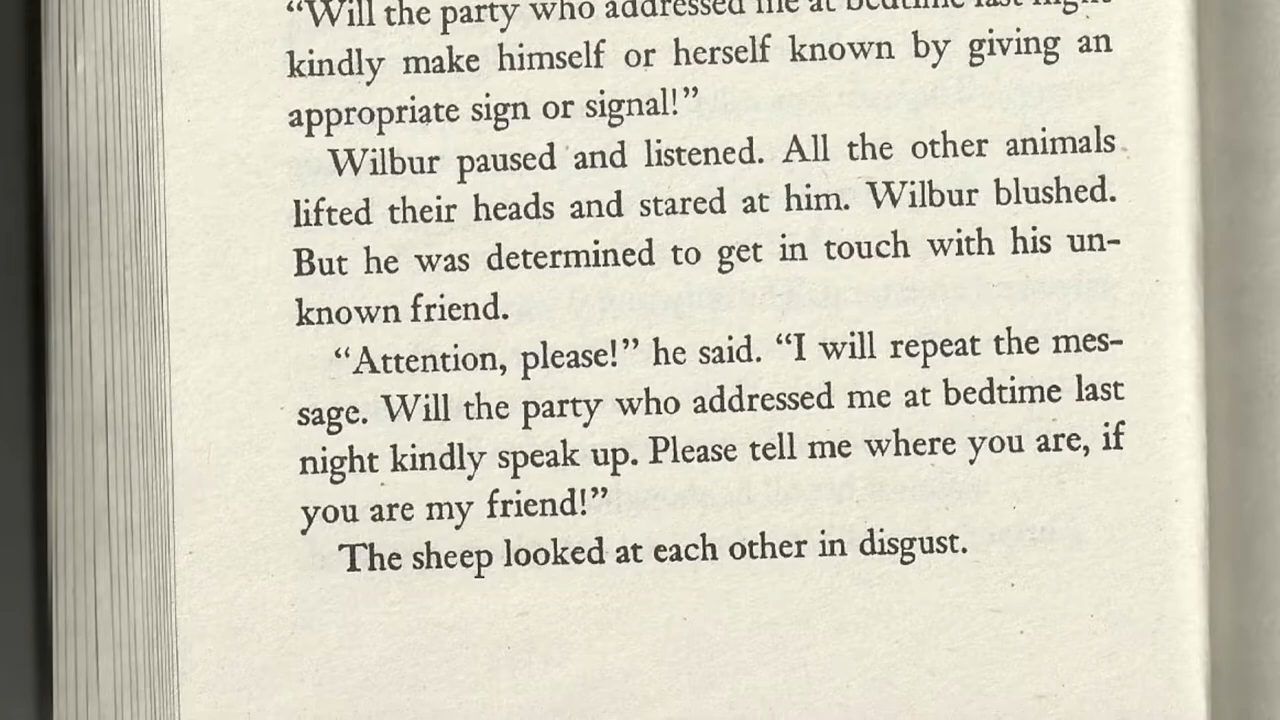 “Will the party who addressed me at bedtime last night
kindly make himself or herself known by giving an
appropriate sign or signal!”
Wilbur paused and listened. All the other animals
lifted their heads and stared at him. Wilbur blushed.
But he was determined to get in touch with his un-
known friend.
“Attention, please!” he said. “I will repeat the mes-
sage. Will the party who addressed me at bedtime last
night kindly speak up. Please tell me where you are, if
you are my friend!”
The sheep looked at each other in disgust.